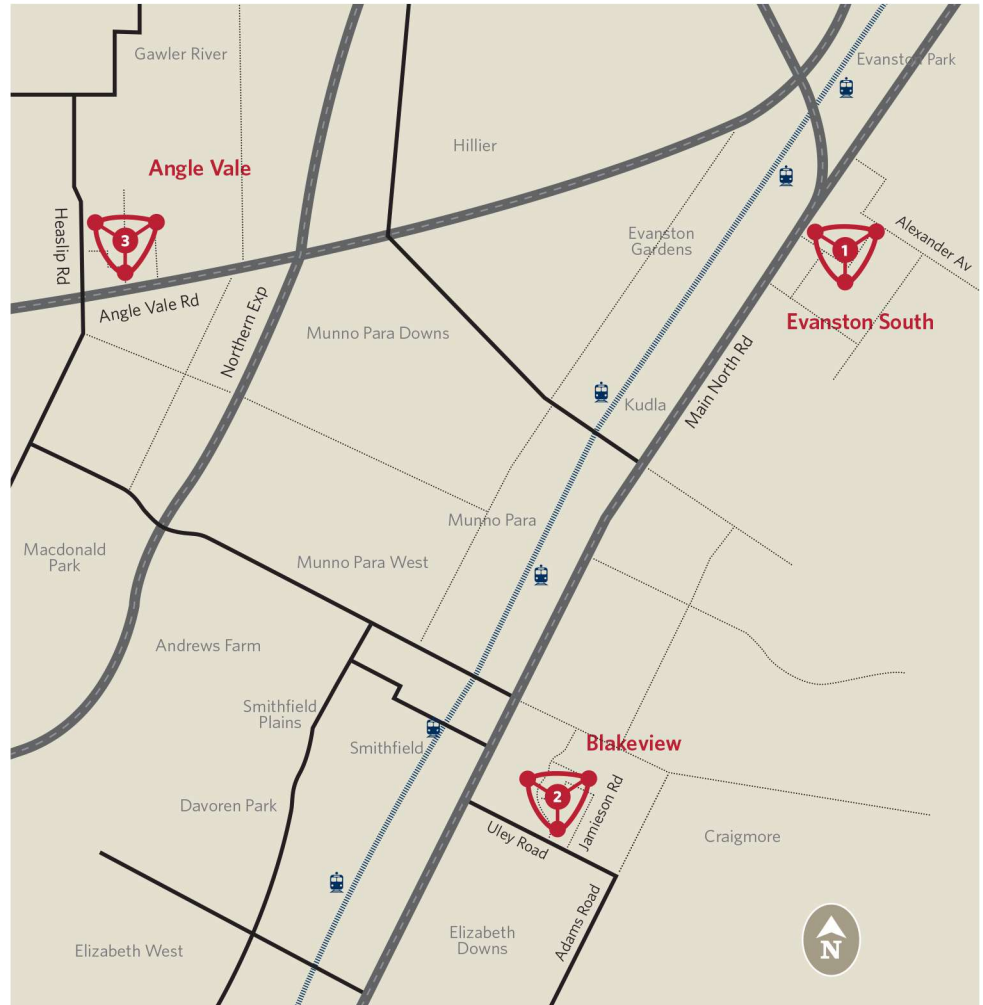 Gawler River
Evanston Park
Hillier
Angle Vale
Heaslip Rd
3
Angle Vale Rd
Northern Exp
Evanston
Gardens
Alexander Av
1
Evanston South
Munno Para Downs
Main North Rd
Kudla
Munno Para
Macdonald
Park
Munno Para West
Andrews Farm
Smithfield
Plains
Smithfield
Blakeview
2
Jamieson Rd
Davoren Park
Uley Road
Craigmore
Adams Road
Elizabeth
Downs
Elizabeth West
N